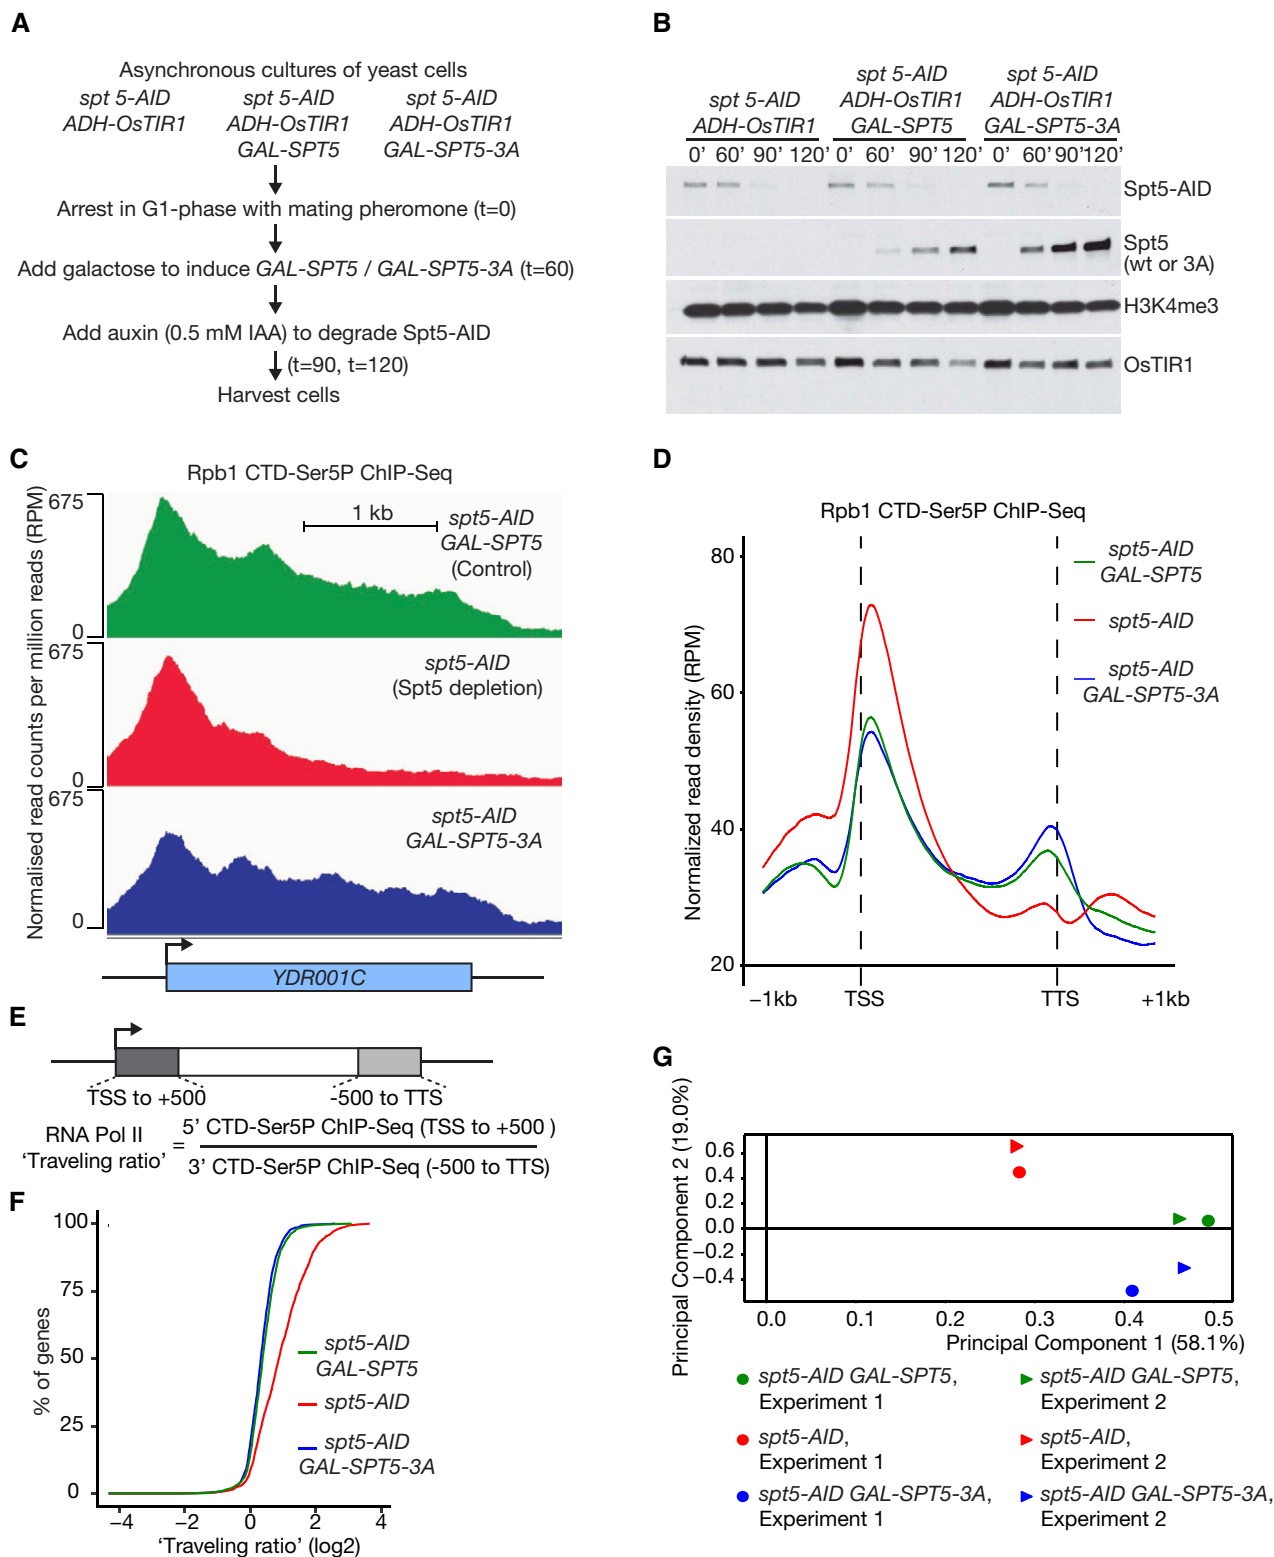 A
Asynchronous cultures of yeast cells
spt 5-AID
ADH-OsTIR1
spt 5-AID
ADH-OsTIR1
GAL-SPT5
spt 5-AID
ADH-OsTIR1
GAL-SPT5-3A
Arrest in G1-phase with mating pheromone (t=0)
Add galactose to induce GAL-SPT5 / GAL-SPT5-3A (t=60)
Add auxin (0.5 mM IAA) to degrade Spt5-AID
(t=90, t=120)
Harvest cells
B
spt 5-AID
ADH-OsTIR1
spt 5-AID
ADH-OsTIR1
GAL-SPT5
spt 5-AID
ADH-OsTIR1
GAL-SPT5-3A
0’ 60’ 90’ 120’ 0’ 60’ 90’ 120’ 0’ 60’ 90’ 120’
Spt5-AID
Spt5
(wt or 3A)
H3K4me3
OsTIR1
C
Rpb1 CTD-Ser5P ChIP-Seq
Normalised read counts per million reads (RPM)
675
0
1 kb
spt5-AID
GAL-SPT5
(Control)
675
0
spt5-AID
(Spt5 depletion)
675
0
spt5-AID
GAL-SPT5-3A
YDR001C
D
Rpb1 CTD-Ser5P ChIP-Seq
Normalized read density (RPM)
80
60
40
20
−1kb TSS TTS +1kb
spt5-AID
GAL-SPT5
spt5-AID
spt5-AID
GAL-SPT5-3A
E
TSS to +500 -500 to TTS
RNA Pol II
‘Traveling ratio’
=
5’ CTD-Ser5P ChIP-Seq (TSS to +500 )
3’ CTD-Ser5P ChIP-Seq (-500 to TTS)
F
% of genes
100
75
50
25
0
−4 −2 0 2 4
‘Traveling ratio’ (log2)
spt5-AID
GAL-SPT5
spt5-AID
spt5-AID
GAL-SPT5-3A
G
Principal Component 2 (19.0%)
0.6
0.4
0.2
0.0
−0.2
−0.4
0.0 0.1 0.2 0.3 0.4 0.5
Principal Component 1 (58.1%)
spt5-AID GAL-SPT5,
Experiment 1
spt5-AID GAL-SPT5,
Experiment 2
spt5-AID,
Experiment 1
spt5-AID,
Experiment 2
spt5-AID GAL-SPT5-3A,
Experiment 1
spt5-AID GAL-SPT5-3A,
Experiment 2